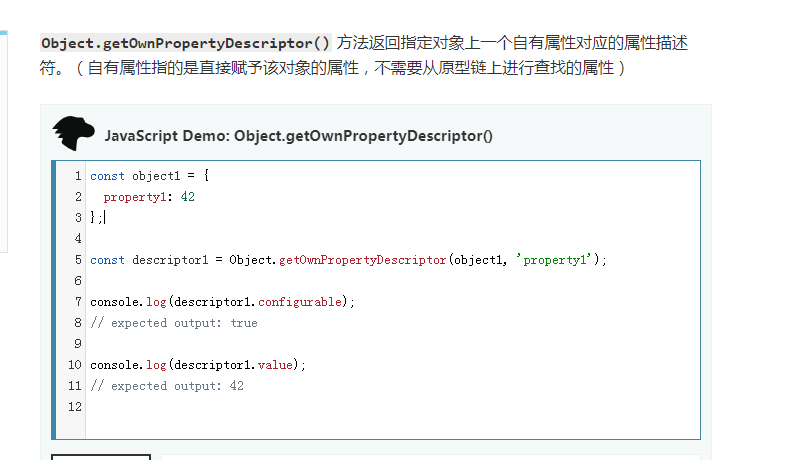 Object.getOwnPropertyDescriptor() 方法返回指定对象上一个自有属性对应的属性描述
符。（自有属性指的是直接赋予该对象的属性，不需要从原型链上进行查找的属性）
JavaScript Demo: Object.getOwnPropertyDescriptor()
1 const object1 = {
2   property1: 42
3 };
4
5 const descriptor1 = Object.getOwnPropertyDescriptor(object1, 'property1');
6
7 console.log(descriptor1.configurable);
8 // expected output: true
9
10 console.log(descriptor1.value);
11 // expected output: 42
12